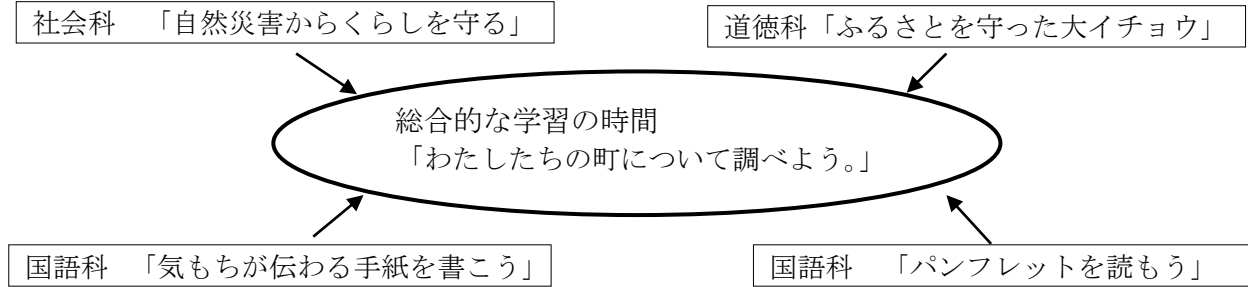 社会科　「自然災害からくらしを守る」
道徳科「ふるさとを守った大イチョウ」
総合的な学習の時間
「わたしたちの町について調べよう。」
国語科　「気もちが伝わる手紙を書こう」
国語科　「パンフレットを読もう」